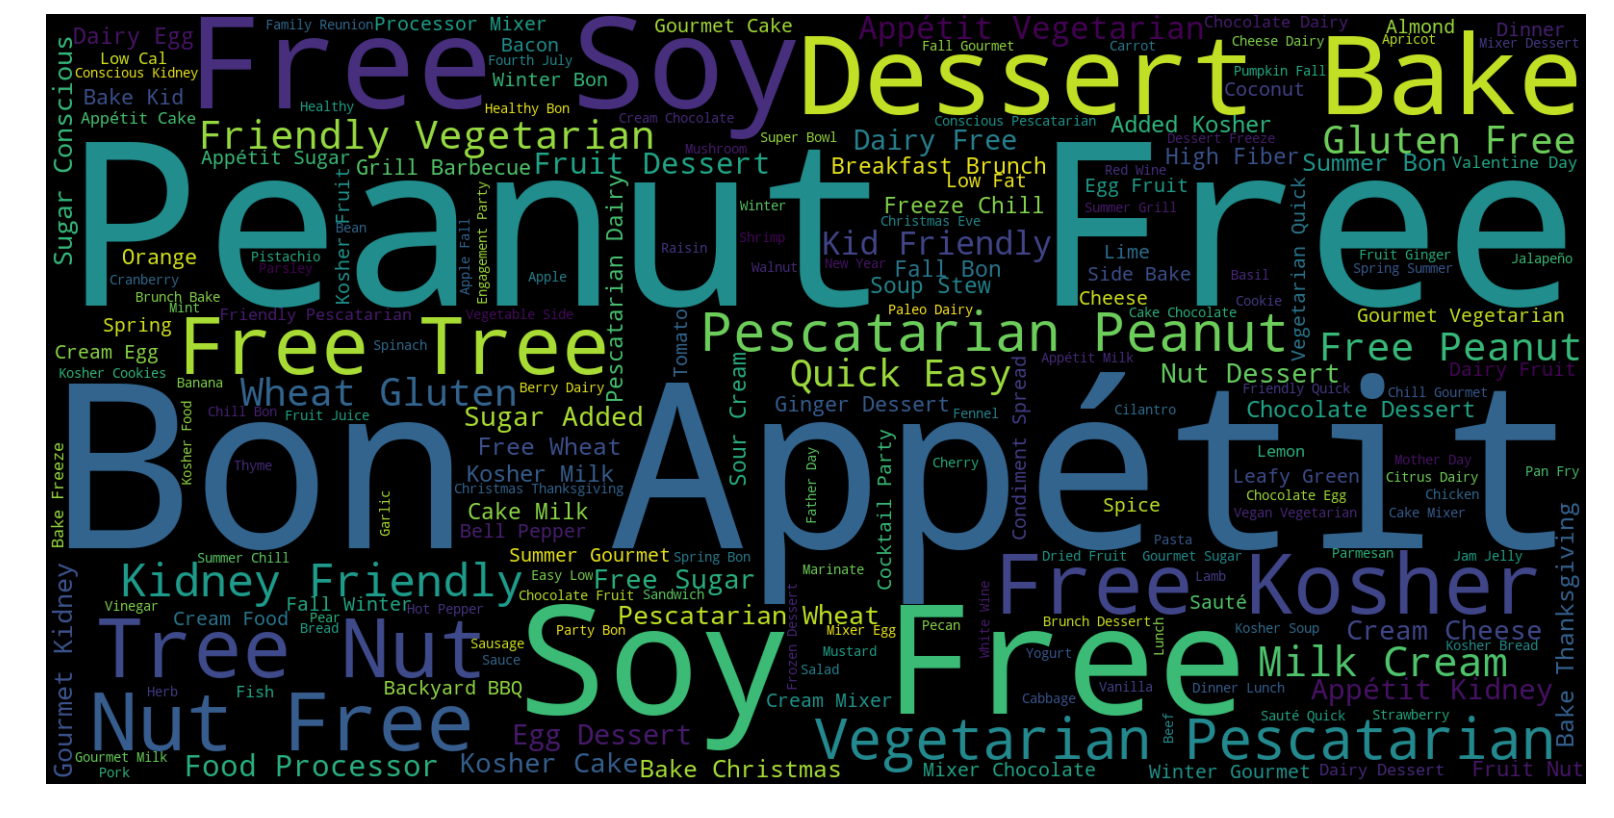 Family Reunion
Processor Mixer
Gourmet Cake
Appétit Vegetarian
Chocolate Dairy
Almond
Dinner
Dairy Egg
Free Soy
Bacon
Fall Gourmet
Carrot
Cheese Dairy
Apricot
Mixer Dessert
Low Cal
Fourth July
Dessert Bake
Conscious Kidney
Winter Bon
Pumpkin Fall
Sugar Conscious
Bake Kid
Healthy
Healthy Bon
Coconut
Appétit Cake
Cream Chocolate
Conscious Pescatarian
Added Kosher
Friendly Vegetarian
Super Bowl
Dairy Free
Dessert Freeze
Gluten Free
Appétit Sugar
Grill Barbecue
Mushroom
Fruit Dessert
Breakfast Brunch
High Fiber
Summer Bon
Valentine Day
Peanut Free
Low Fat
Red Wine
Egg Fruit
Kosher Fruit
Bean
Engagement Party
Pescatarian Dairy
Winter
Freeze Chill
Summer Grill
Vegetarian Quick
Christmas Eve
Orange
Pistachio
Parsley
Apple Fall
Raisin
Shrimp
Kid Friendly
Lime
Fruit Ginger
Jalapeño
Cranberry
Apple
Walnut
New Year
Fall Bon
Side Bake
Basil
Spring Summer
Brunch Bake
Soup Stew
Mint
Cheese
Cookie
Spring
Friendly Pescatarian
Vegetable Side
Paleo Dairy
Cake Chocolate
Gourmet Vegetarian
Free Tree
Tomato
Pescatarian Peanut
Free Peanut
Cream Egg
Spinach
Appétit Milk
Kosher Cookies
Banana
Wheat Gluten
Berry Dairy
Quick Easy
Nut Dessert
Dairy Fruit
Friendly Quick
Chill Gourmet
Chill Bon
Fruit Juice
Sugar Added
Sour Cream
Ginger Dessert
Fennel
Condiment Spread
Cilantro
Chocolate Dessert
Kosher Food
Bake Freeze
Free Wheat
Cocktail Party
Lemon
Bon Appétit
Thyme
Kosher Milk
Father Day
Cherry
Leafy Green
Mother Day
Citrus Dairy
Pan Fry
Christmas Thanksgiving
Garlic
Cake Milk
Spice
Chocolate Egg
Chicken
Bell Pepper
Vegan Vegetarian
Cake Mixer
Pasta
Summer Chill
Summer Gourmet
Spring Bon
Dried Fruit
Gourmet Sugar
Parmesan
Jam Jelly
Bake Thanksgiving
Kidney Friendly
Easy Low
Free Sugar
Marinate
Free Kosher
Lamb
Gourmet Kidney
Vinegar
Fall Winter
Hot Pepper
Chocolate Fruit
Sandwich
White Wine
Sauté
Cream Food
Pear
Bread
Pescatarian Wheat
Frozen Dessert
Pecan
Brunch Dessert
Lunch
Kosher Soup
Cream Cheese
Tree Nut
Sausage
Party Bon
Mixer Egg
Soy Free
Kosher Bread
Sauce
Mustard
Yogurt
Milk Cream
Salad
Herb
Fish
Backyard BBQ
Cream Mixer
Cabbage
Vanilla
Dinner Lunch
Appétit Kidney
Nut Free
Egg Dessert
Beef
Sauté Quick
Strawberry
Vegetarian Pescatarian
Gourmet Milk
Pork
Food Processor
Kosher Cake
Bake Christmas
Mixer Chocolate
Winter Gourmet
Dairy Dessert
Fruit Nut